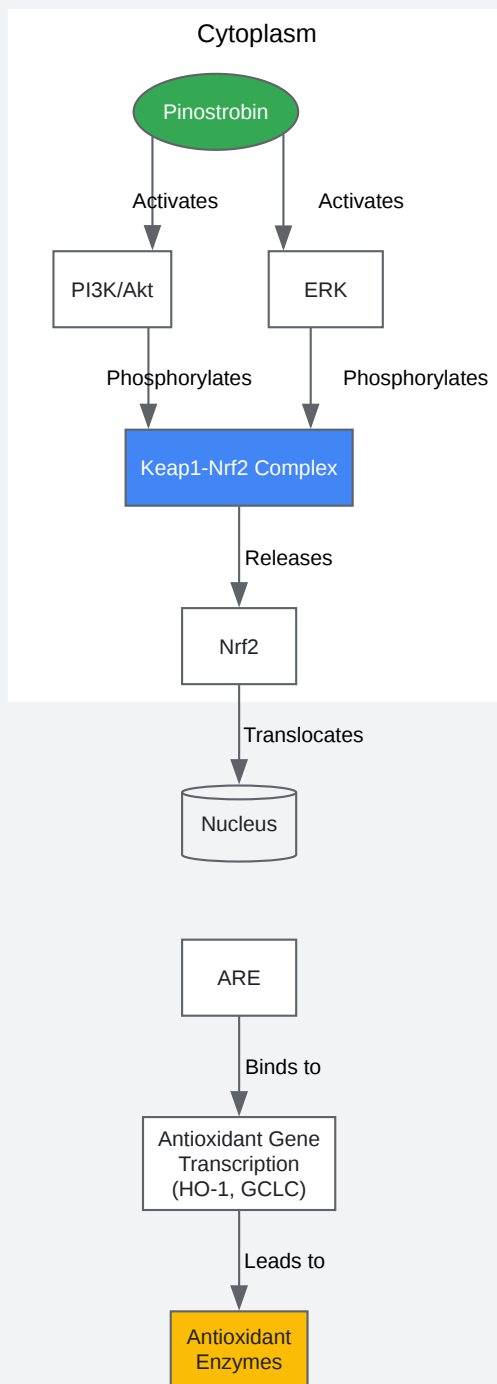 Cytoplasm
Pinostrobin
Activates
Activates
PI3K/Akt
ERK
Phosphorylates
Phosphorylates
Keap1-Nrf2 Complex
Releases
Nrf2
Translocates
Nucleus
ARE
Binds to
Antioxidant Gene
Transcription
(HO-1, GCLC)
Leads to
Antioxidant
Enzymes